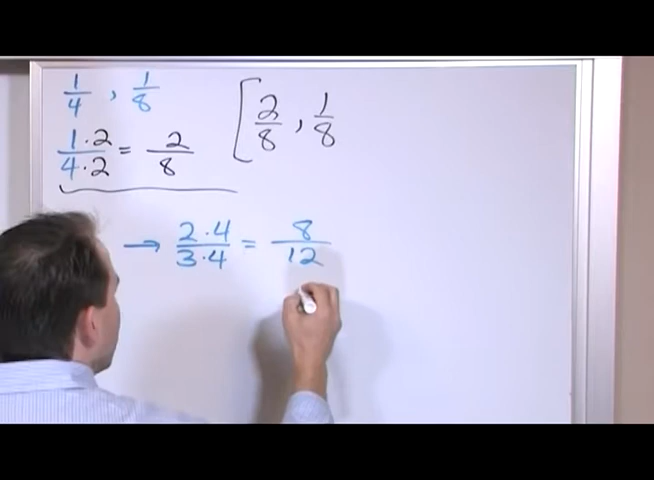 1/4 , 1/8
1·2/4·2 = 2/8
[ 2/8 , 1/8
→ 2·4/3·4 = 8/12